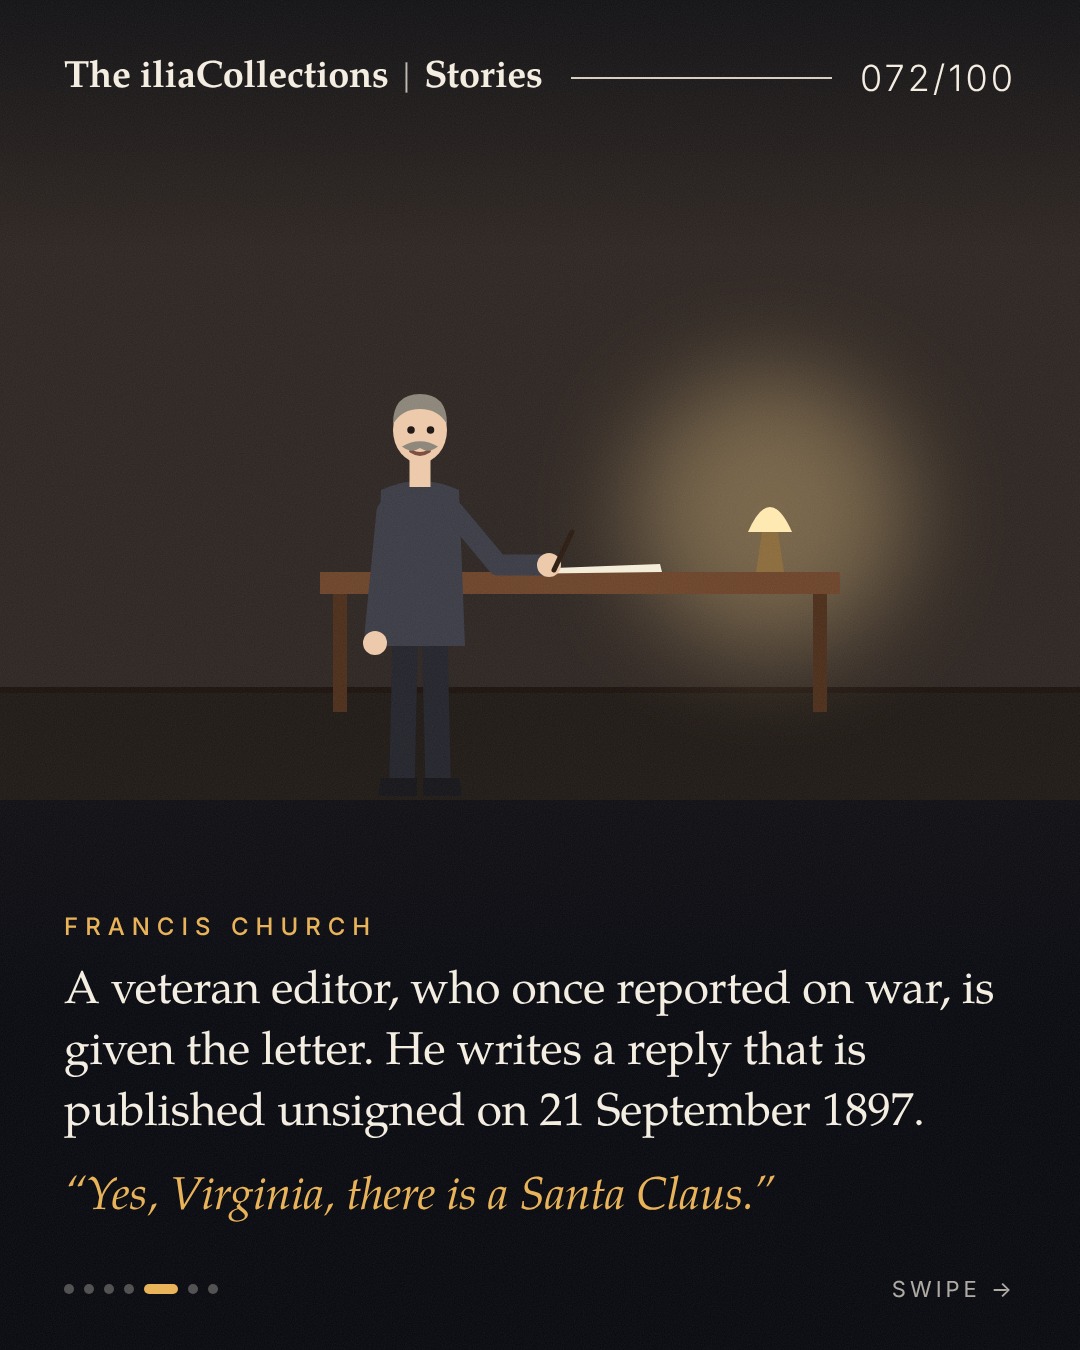 The iliaCollections | Stories 072/100
FRANCIS CHURCH
A veteran editor, who once reported on war, is
given the letter. He writes a reply that is
published unsigned on 21 September 1897.
“Yes, Virginia, there is a Santa Claus.”
SWIPE →